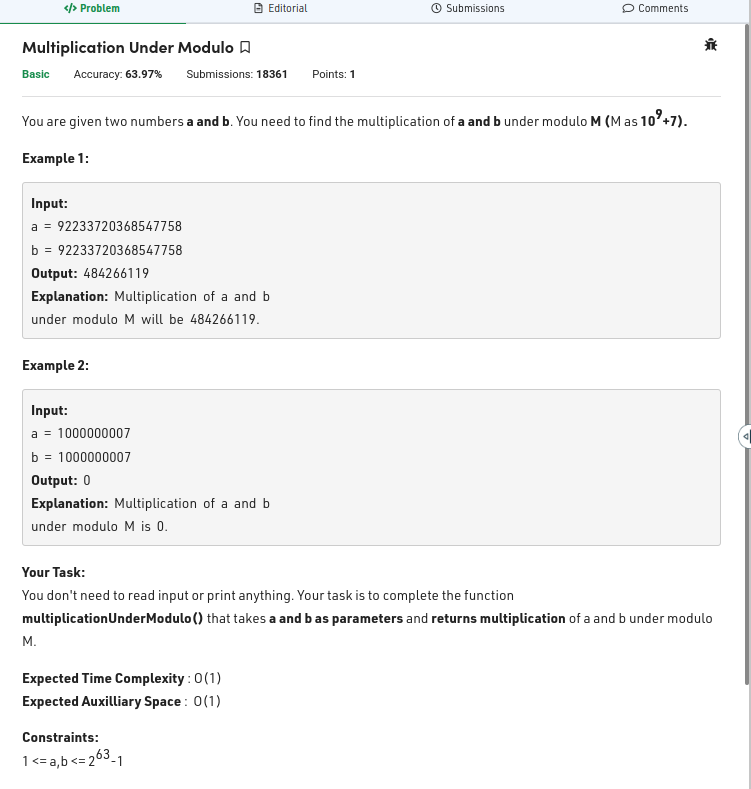 </> Problem Editorial Submissions Comments
Multiplication Under Modulo
Basic Accuracy: 63.97% Submissions: 18361 Points: 1
You are given two numbers a and b. You need to find the multiplication of a and b under modulo M (M as 10^9+7).
Example 1:
Input:
a = 92233720368547758
b = 92233720368547758
Output: 484266119
Explanation: Multiplication of a and b
under modulo M will be 484266119.
Example 2:
Input:
a = 1000000007
b = 1000000007
Output: 0
Explanation: Multiplication of a and b
under modulo M is 0.
Your Task:
You don't need to read input or print anything. Your task is to complete the function
multiplicationUnderModulo() that takes a and b as parameters and returns multiplication of a and b under modulo
M.
Expected Time Complexity : O(1)
Expected Auxilliary Space : O(1)
Constraints:
1 <= a,b <= 2^63-1